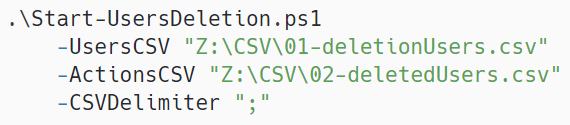 .\Start-UsersDeletion.ps1
-UsersCSV "Z:\CSV\01-deletionUsers.csv"
-ActionsCSV "Z:\CSV\02-deletedUsers.csv"
-CSVDelimiter ";"